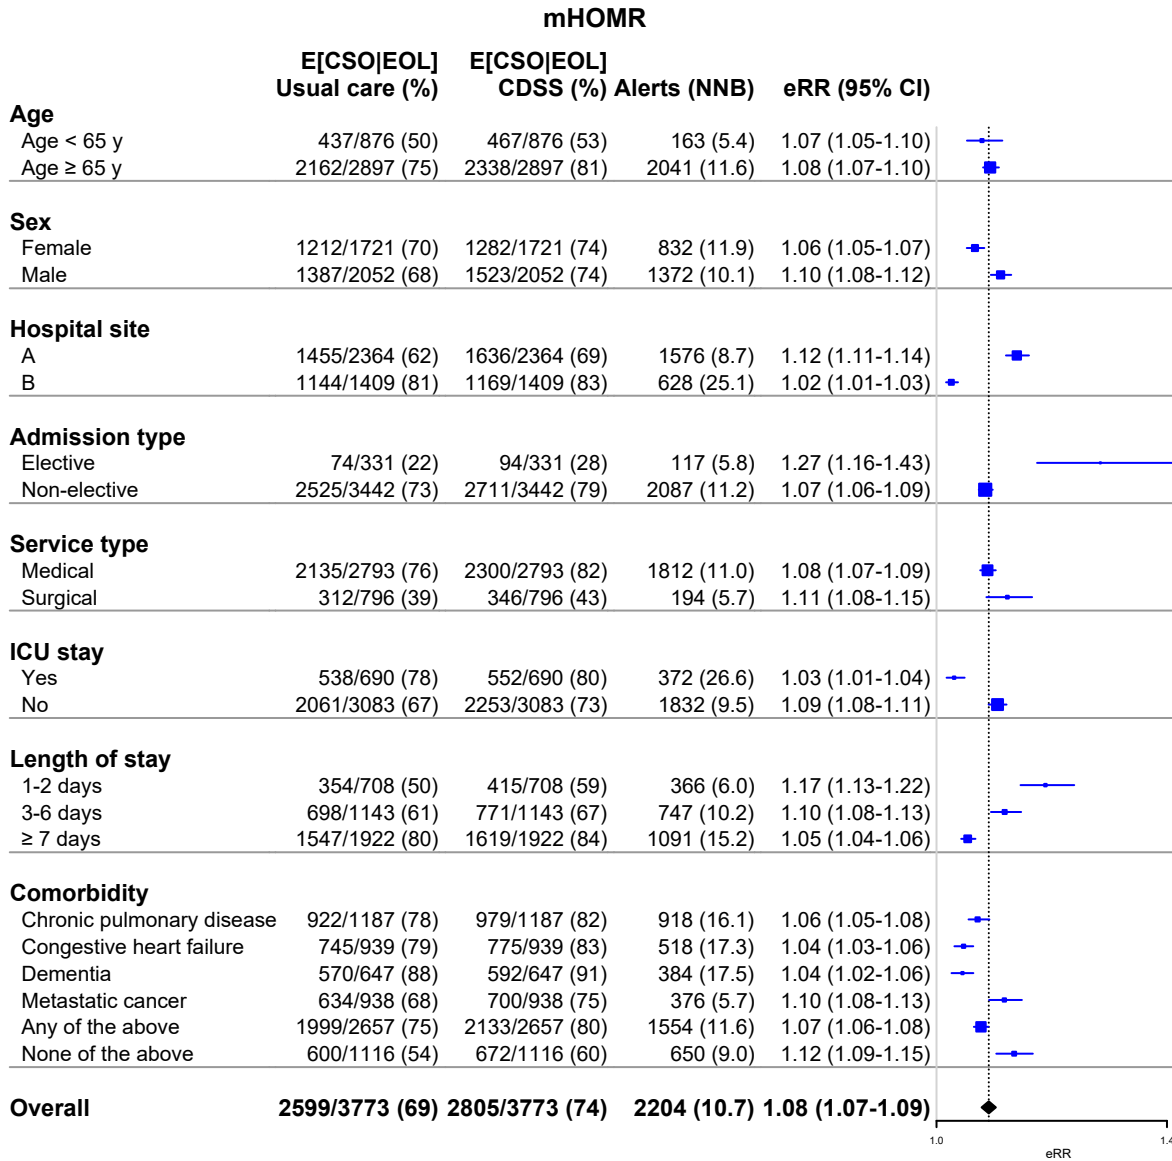 mHOMR
E[CSO|EOL] E[CSO|EOL]
Usual care (%) CDSS (%) Alerts (NNB) eRR (95% CI)
Age
Age < 65 y 437/876 (50) 467/876 (53) 163 (5.4) 1.07 (1.05-1.10)
Age ≥ 65 y 2162/2897 (75) 2338/2897 (81) 2041 (11.6) 1.08 (1.07-1.10)
Sex
Female 1212/1721 (70) 1282/1721 (74) 832 (11.9) 1.06 (1.05-1.07)
Male 1387/2052 (68) 1523/2052 (74) 1372 (10.1) 1.10 (1.08-1.12)
Hospital site
A 1455/2364 (62) 1636/2364 (69) 1576 (8.7) 1.12 (1.11-1.14)
B 1144/1409 (81) 1169/1409 (83) 628 (25.1) 1.02 (1.01-1.03)
Admission type
Elective 74/331 (22) 94/331 (28) 117 (5.8) 1.27 (1.16-1.43)
Non-elective 2525/3442 (73) 2711/3442 (79) 2087 (11.2) 1.07 (1.06-1.09)
Service type
Medical 2135/2793 (76) 2300/2793 (82) 1812 (11.0) 1.08 (1.07-1.09)
Surgical 312/796 (39) 346/796 (43) 194 (5.7) 1.11 (1.08-1.15)
ICU stay
Yes 538/690 (78) 552/690 (80) 372 (26.6) 1.03 (1.01-1.04)
No 2061/3083 (67) 2253/3083 (73) 1832 (9.5) 1.09 (1.08-1.11)
Length of stay
1-2 days 354/708 (50) 415/708 (59) 366 (6.0) 1.17 (1.13-1.22)
3-6 days 698/1143 (61) 771/1143 (67) 747 (10.2) 1.10 (1.08-1.13)
≥ 7 days 1547/1922 (80) 1619/1922 (84) 1091 (15.2) 1.05 (1.04-1.06)
Comorbidity
Chronic pulmonary disease 922/1187 (78) 979/1187 (82) 918 (16.1) 1.06 (1.05-1.08)
Congestive heart failure 745/939 (79) 775/939 (83) 518 (17.3) 1.04 (1.03-1.06)
Dementia 570/647 (88) 592/647 (91) 384 (17.5) 1.04 (1.02-1.06)
Metastatic cancer 634/938 (68) 700/938 (75) 376 (5.7) 1.10 (1.08-1.13)
Any of the above 1999/2657 (75) 2133/2657 (80) 1554 (11.6) 1.07 (1.06-1.08)
None of the above 600/1116 (54) 672/1116 (60) 650 (9.0) 1.12 (1.09-1.15)
Overall 2599/3773 (69) 2805/3773 (74) 2204 (10.7) 1.08 (1.07-1.09)
1.0 1.4
eRR